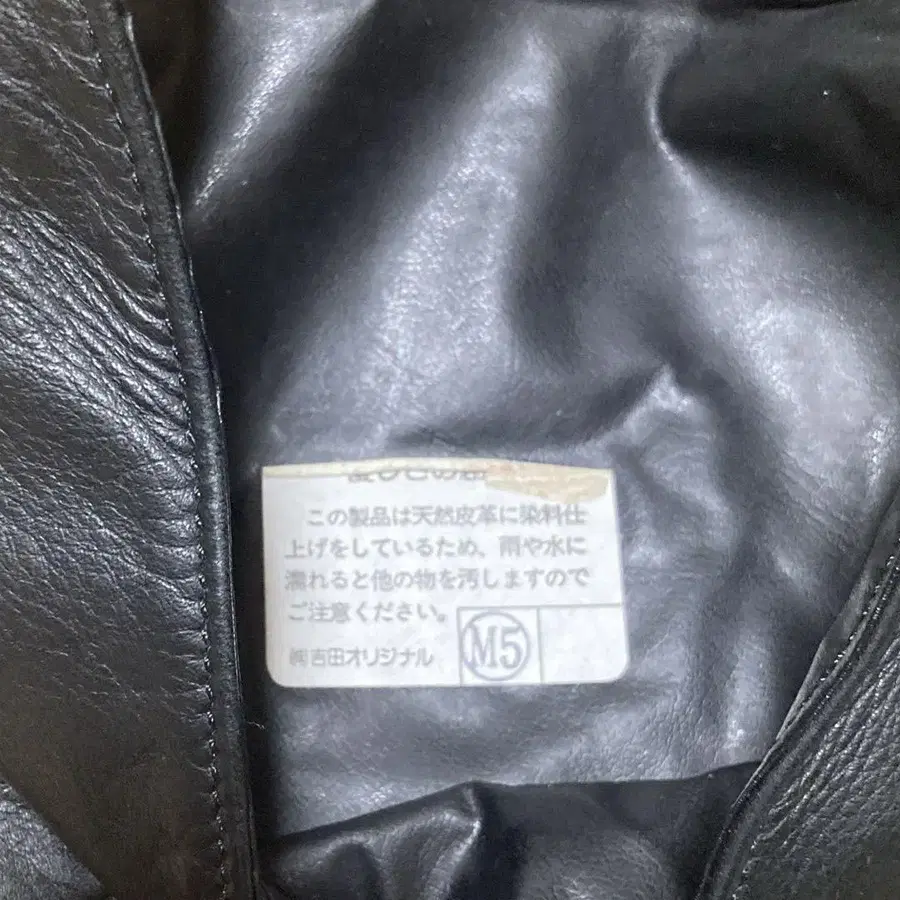 この製品は天然皮革に染料仕
上げをしているため、雨や水に
濡れると他の物を汚しますので
ご注意ください。
㈲吉田オリジナル
M5